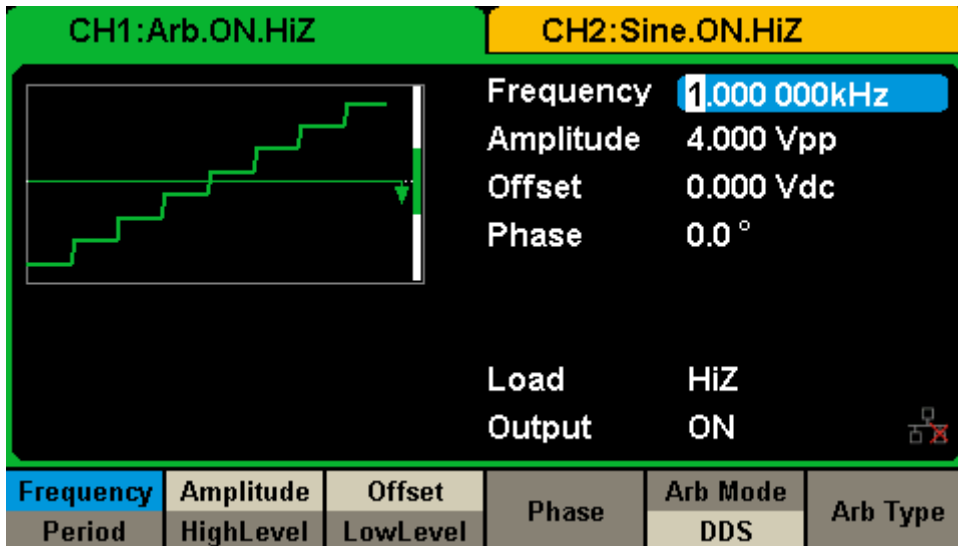 CH1:Arb.ON.HiZ
CH2:Sine.ON.HiZ
Frequency 1.000 000kHz
Amplitude 4.000 Vpp
Offset 0.000 Vdc
Phase 0.0 °
Load HiZ
Output ON
Frequency Amplitude Offset Phase Arb Mode Arb Type
Period HighLevel LowLevel DDS